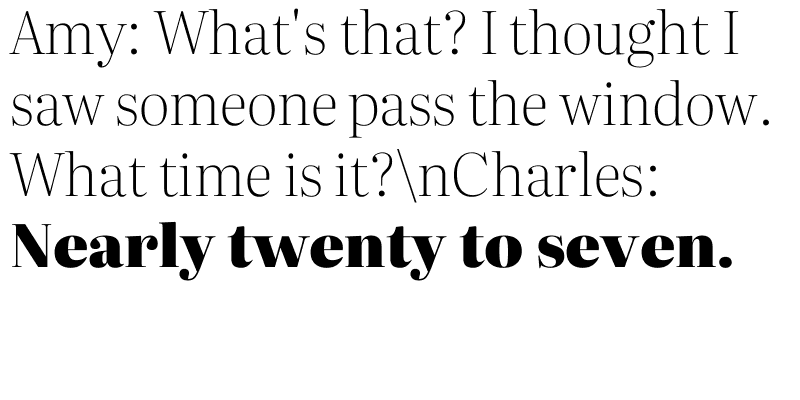 Amy: What's that? I thought I
saw someone pass the window.
What time is it?\nCharles:
Nearly twenty to seven.